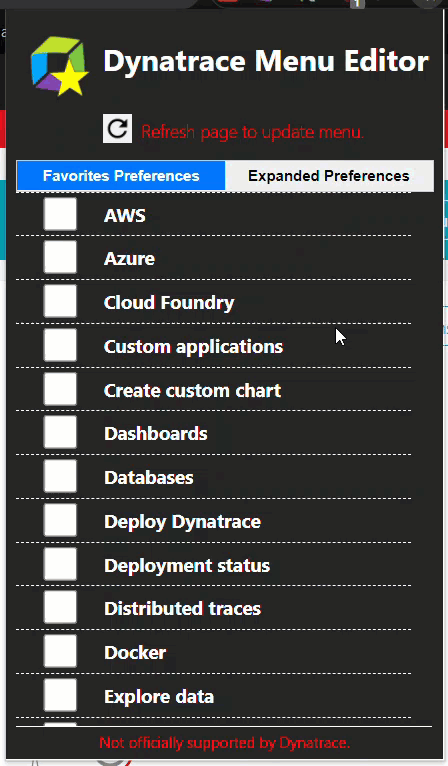 1
Dynatrace Menu Editor
Refresh page to update menu.
Favorites Preferences
Expanded Preferences
AWS
Azure
Cloud Foundry
Custom applications
Create custom chart
Dashboards
Databases
Deploy Dynatrace
Deployment status
Distributed traces
Docker
Explore data
Not officially supported by Dynatrace.